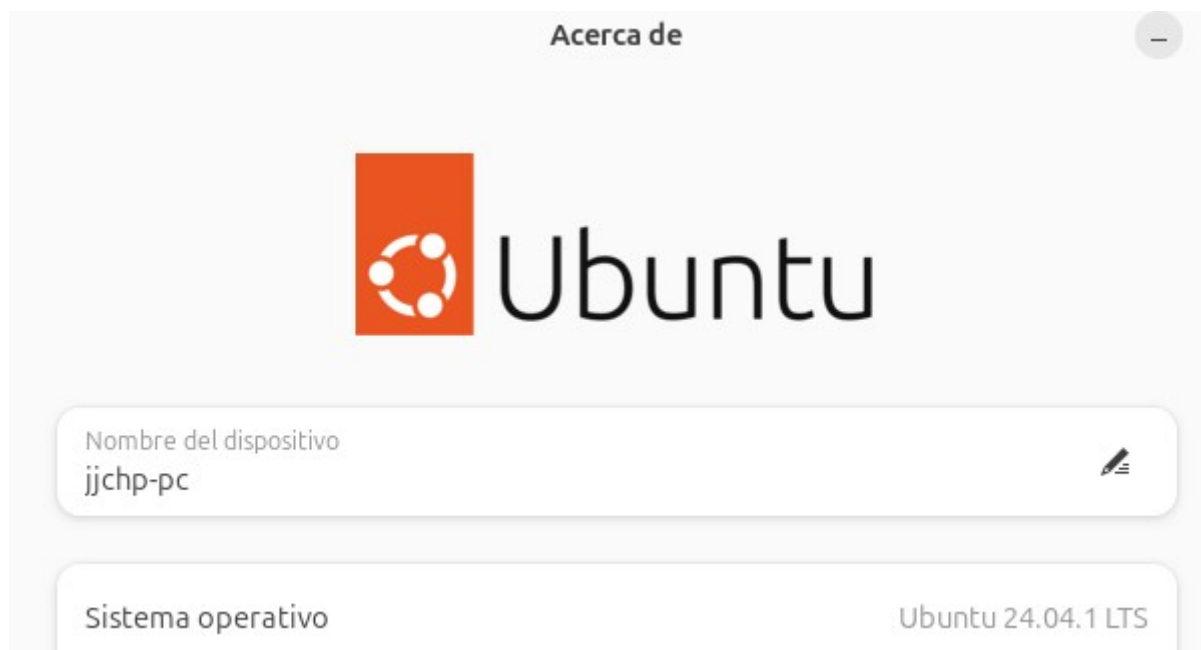 Acerca de
Ubuntu
Nombre del dispositivo
jjchp-pc
Sistema operativo Ubuntu 24.04.1 LTS